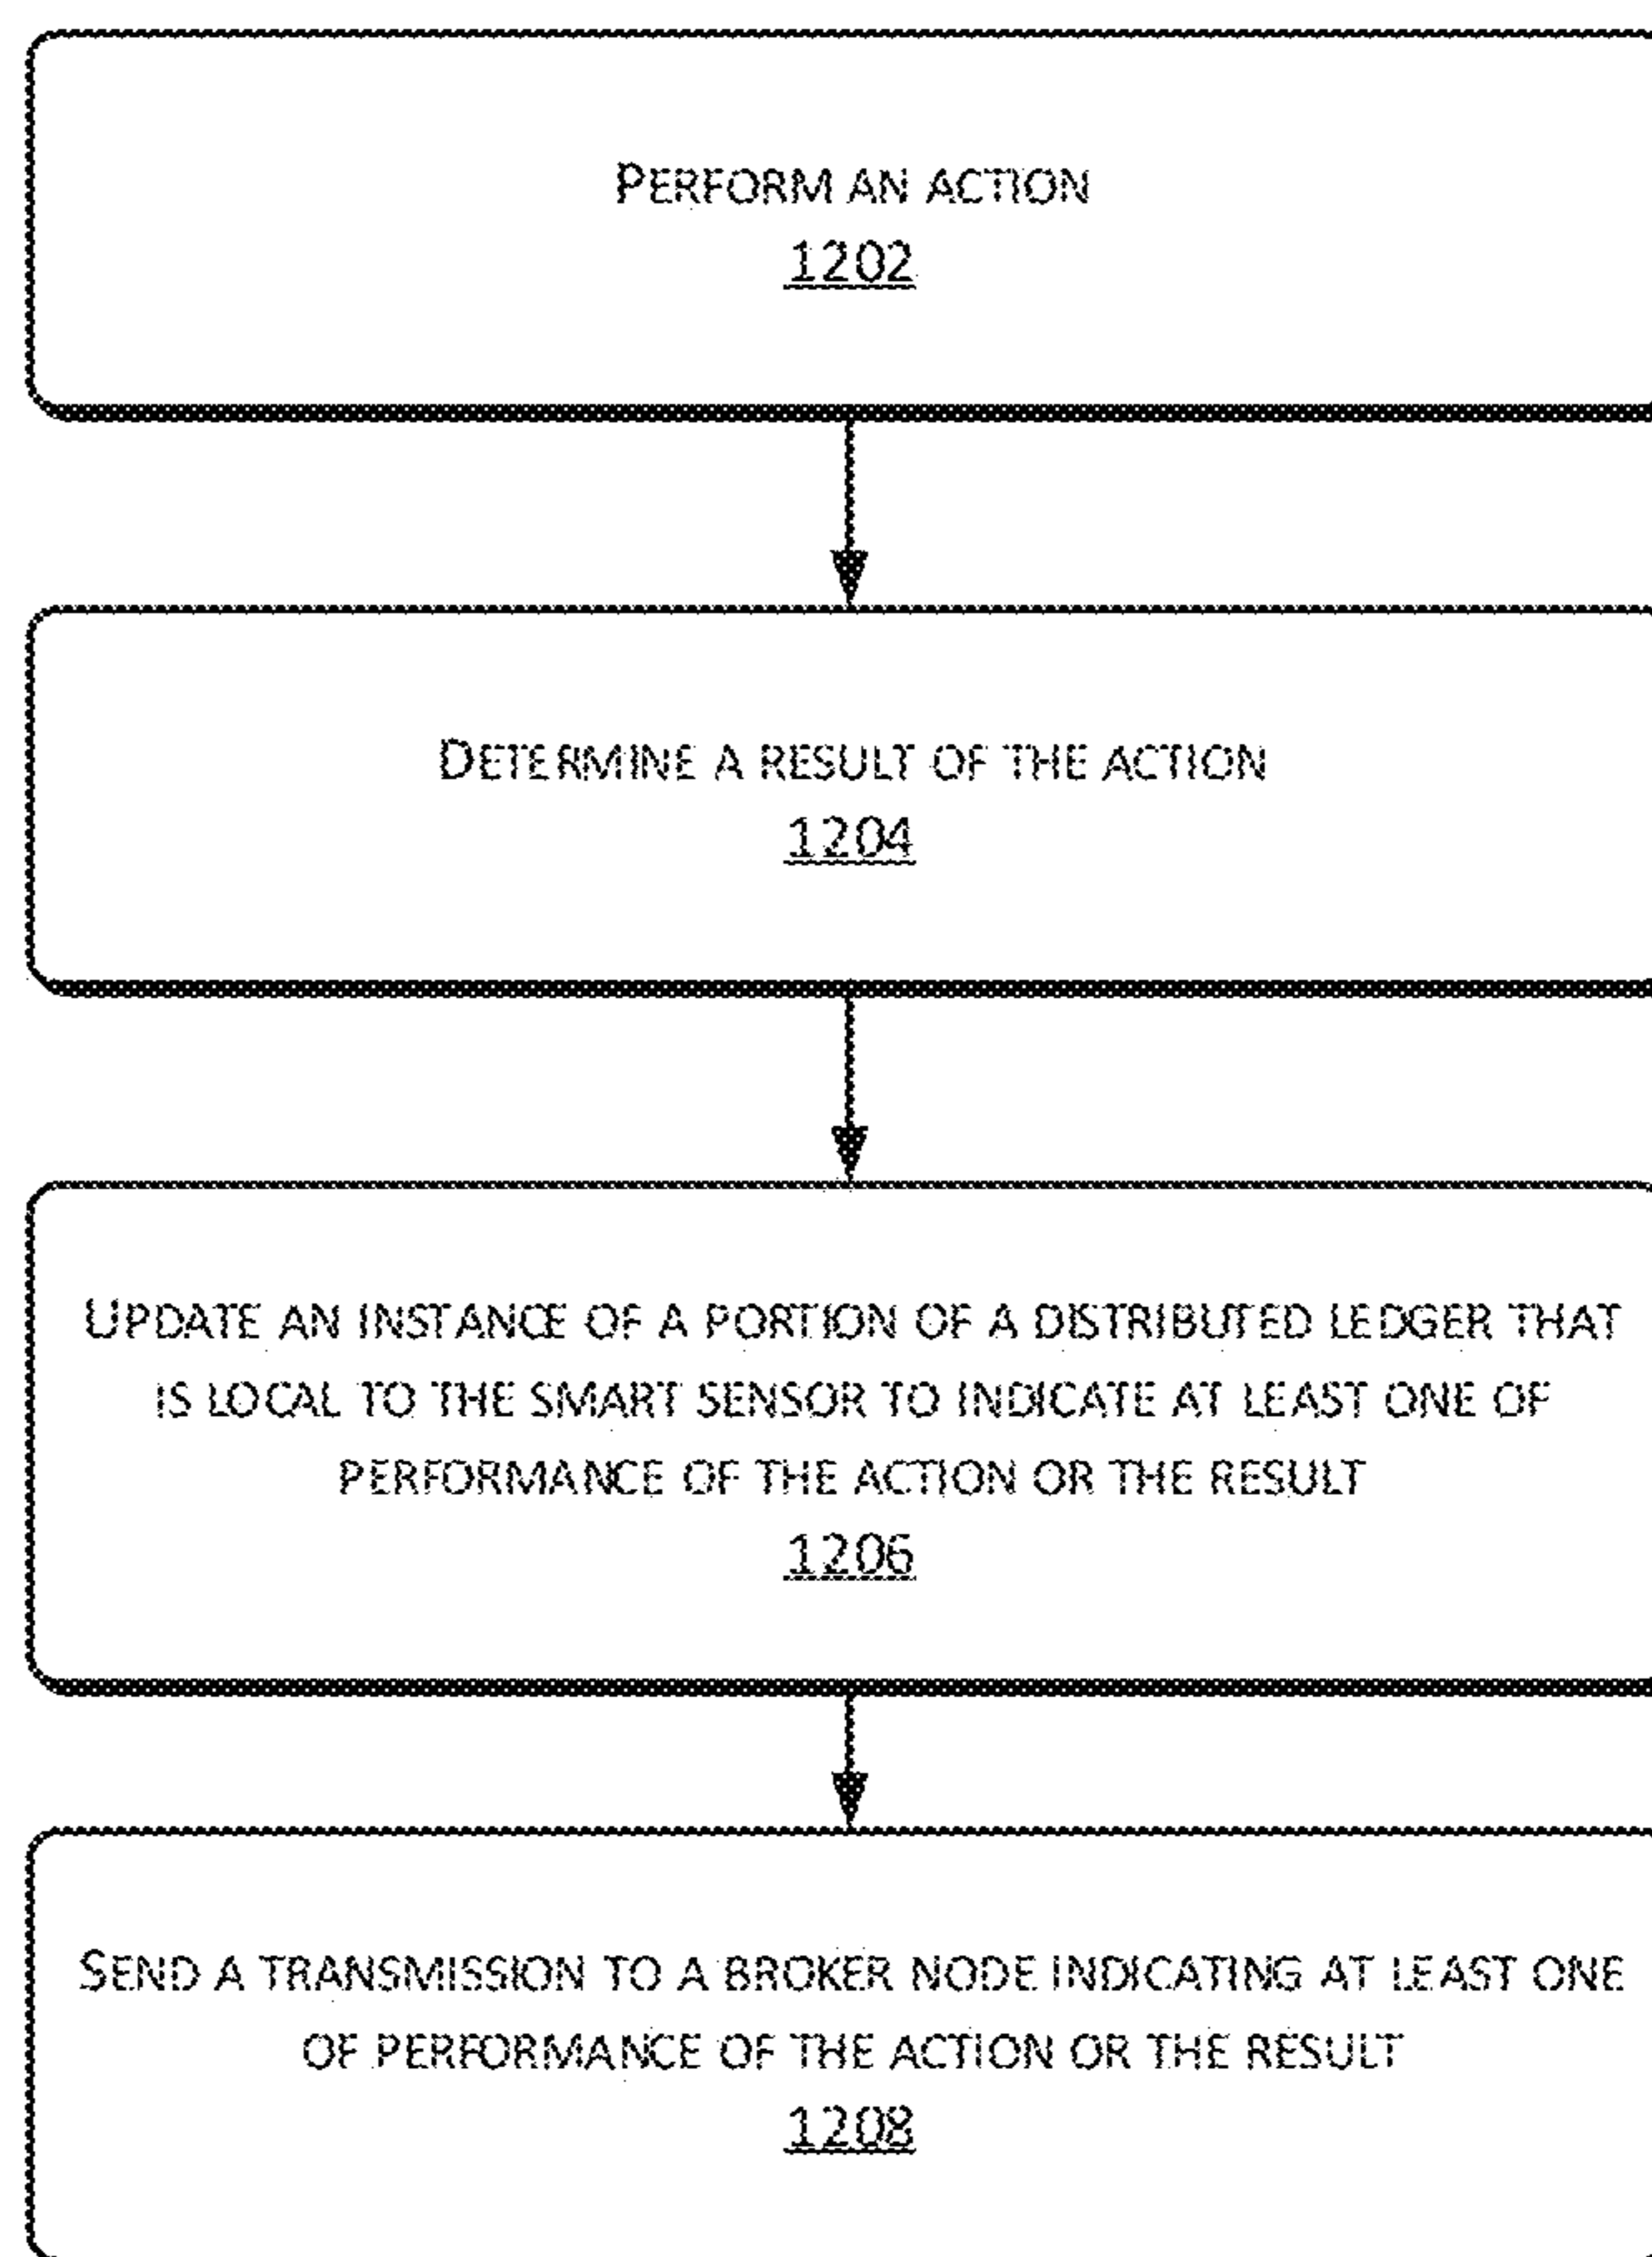 PERFORM AN ACTION
1202
DETERMINE A RESULT OF THE ACTION
1204
UPDATE AN INSTANCE OF A PORTION OF A DISTRIBUTED LEDGER THAT
IS LOCAL TO THE SMART SENSOR TO INDICATE AT LEAST ONE OF
PERFORMANCE OF THE ACTION OR THE RESULT
1206
SEND A TRANSMISSION TO A BROKER NODE INDICATING AT LEAST ONE
OF PERFORMANCE OF THE ACTION OR THE RESULT
1208